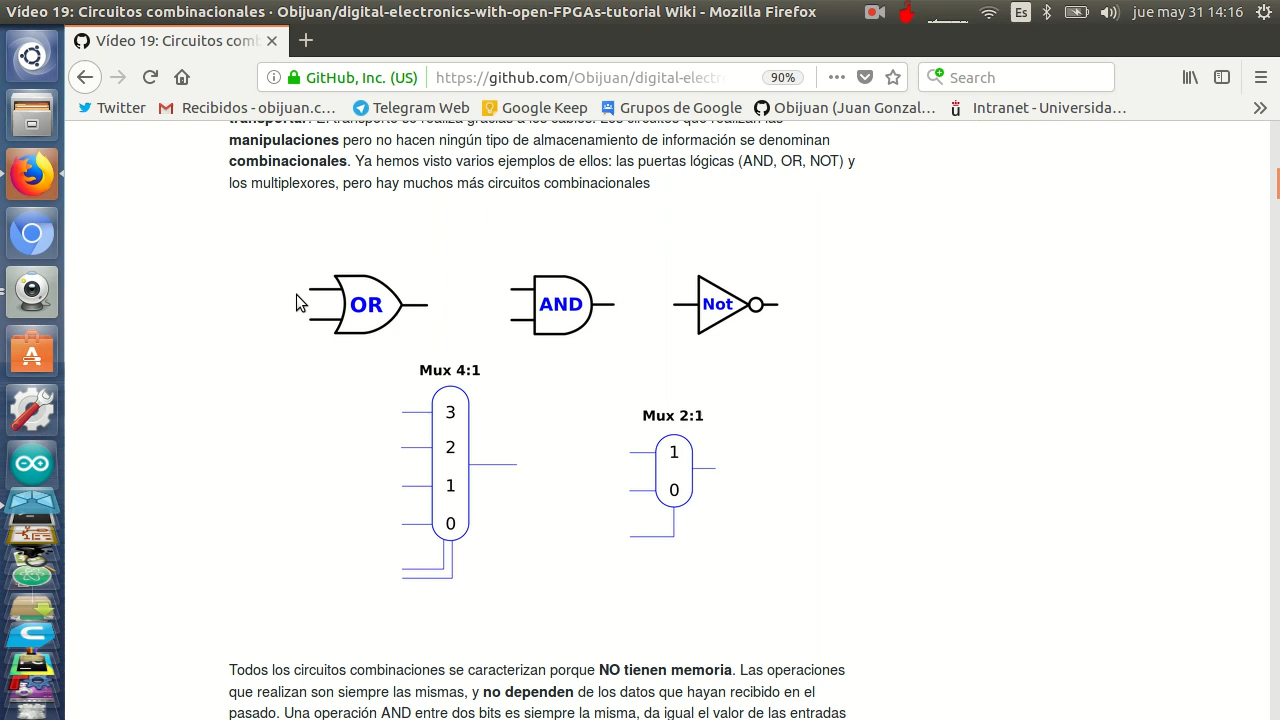 Vídeo 19: Circuitos combinacionales · Obijuan/digital-electronics-with-open-FPGAs-tutorial Wiki - Mozilla Firefox
Es
jue may 31 14:16
Vídeo 19: Circuitos comb
GitHub, Inc. (US)
https://github.com/Obijuan/digital-electr
90%
Search
Twitter
Recibidos - obijuan.c...
Telegram Web
Google Keep
Grupos de Google
Obijuan (Juan Gonzal...
Intranet - Universida...
manipulaciones pero no hacen ningún tipo de almacenamiento de información se denominan
combinacionales. Ya hemos visto varios ejemplos de ellos: las puertas lógicas (AND, OR, NOT) y
los multiplexores, pero hay muchos más circuitos combinacionales
OR
AND
Not
Mux 4:1
3
2
1
0
Mux 2:1
1
0
Todos los circuitos combinaciones se caracterizan porque NO tienen memoria. Las operaciones
que realizan son siempre las mismas, y no dependen de los datos que hayan recibido en el
pasado. Una operación AND entre dos bits es siempre la misma, da igual el valor de las entradas